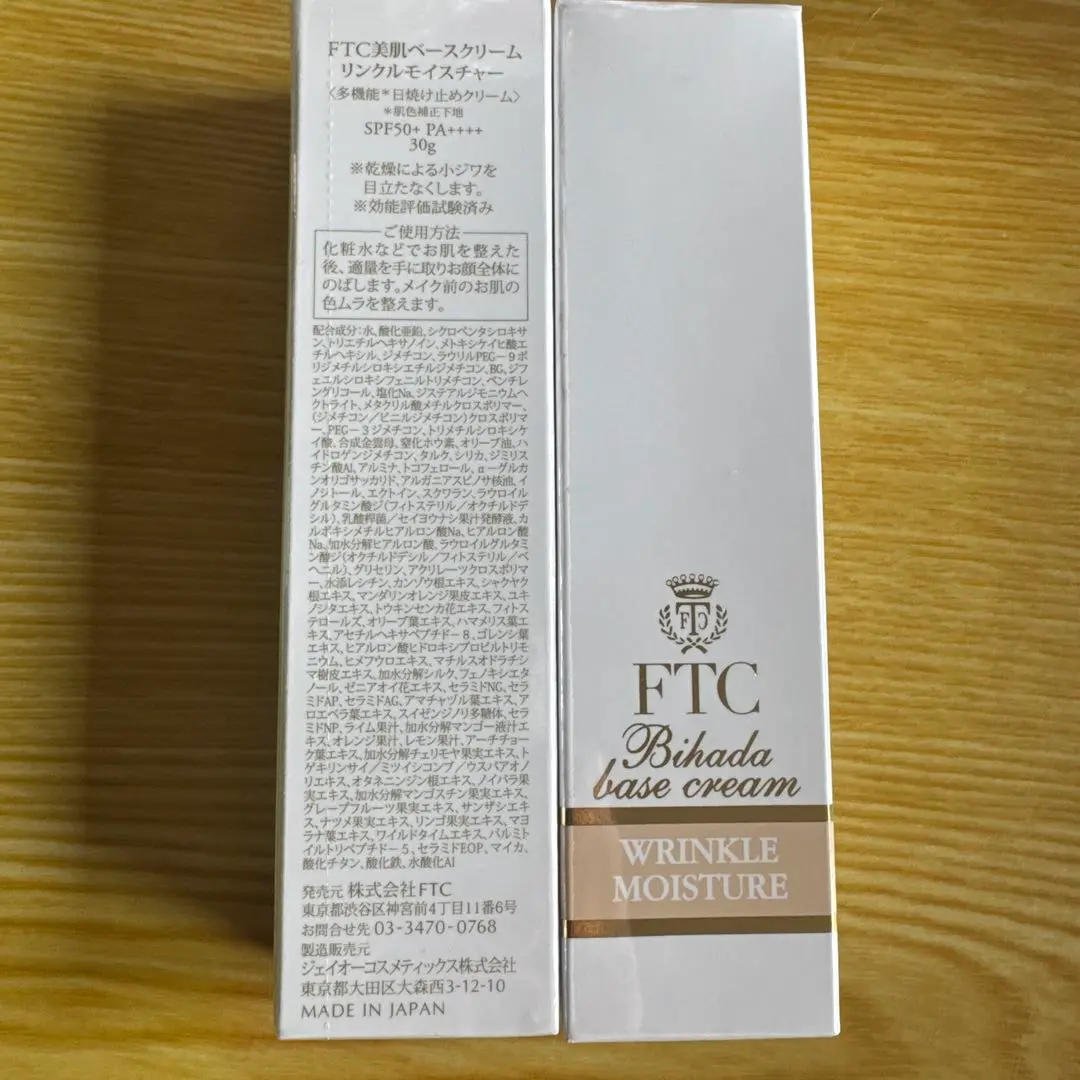 FTC美肌ベースクリーム
リンクルモイスチャー
〈多機能*日焼け止めクリーム〉
*肌色補正下地
SPF50+ PA++++
30g
※乾燥による小ジワを
目立たなくします。
※効能評価試験済み
ご使用方法
化粧水などでお肌を整えた
後、適量を手に取りお顔全体に
のばします。メイク前のお肌の
色ムラを整えます。
配合成分：水、酸化亜鉛、シクロペンタシロキサ
ン、トリエチルヘキサノイン、メトキシケイヒ酸エ
チルヘキシル、ジメチコン、ラウリルPEG－9ポ
リジメチルシロキシエチルジメチコン、BG、ジフ
ェニルシロキシフェニルトリメチコン、ペンチレ
ングリコール、塩化Na、ジステアルジモニウムヘ
クトライト、メタクリル酸メチルクロスポリマー、
（ジメチコン／ビニルジメチコン）クロスポリマ
ー、PEG－3ジメチコン、トリメチルシロキシケ
イ酸、合成金雲母、窒化ホウ素、オリーブ油、ハ
イドロゲンジメチコン、タルク、シリカ、ジミリス
チン酸Al、アルミナ、トコフェロール、α－グルカ
ンオリゴサッカリド、アルガニアスピノサ核油、イ
ノシトール、エクトイン、スクワラン、ラウロイル
グルタミン酸ジ（フィトステリル／オクチルドデ
シル）、乳酸桿菌／セイヨウナシ果汁発酵液、カ
ルボキシメチルヒアルロン酸Na、ヒアルロン酸
Na、加水分解ヒアルロン酸、ラウロイルグルタミ
ン酸ジ（オクチルドデシル／フィトステリル／ベ
ヘニル）、グリセリン、アクリレーツクロスポリマ
ー、水添レシチン、カンゾウ根エキス、シャクヤク
根エキス、マンダリンオレンジ果皮エキス、ユキ
ノシタエキス、トウキンセンカ花エキス、フィトス
テロールズ、オリーブ葉エキス、ハマメリス葉エ
キス、アセチルヘキサペプチド－8、ゴレンシ葉
エキス、ヒアルロン酸ヒドロキシプロピルトリモ
ニウム、ヒメフウロエキス、マチルスオドラチシ
マ樹皮エキス、加水分解シルク、フェノキシエタ
ノール、ゼニアオイ花エキス、セラミドNG、セラ
ミドAP、セラミドAG、アマチャヅル葉エキス、ア
ロエベラ葉エキス、スイゼンジノリ多糖体、セラ
ミドNP、ライム果汁、加水分解マンゴー液汁エ
キス、オレンジ果汁、レモン果汁、アーチチョー
ク葉エキス、加水分解チェリモヤ果実エキス、ト
ゲキリンサイ／ミツイシコンブ／ウスバアオノ
リエキス、オタネニンジン根エキス、ノイバラ果
実エキス、加水分解マンゴスチン果実エキス、
グレープフルーツ果実エキス、サンザシエキ
ス、ナツメ果実エキス、リンゴ果実エキス、マヨ
ラナ葉エキス、ワイルドタイムエキス、パルミト
イルトリペプチド－5、セラミドEOP、マイカ、
酸化チタン、酸化鉄、水酸化Al
発売元 株式会社FTC
東京都渋谷区神宮前4丁目11番6号
お問合せ先 03-3470-0768
製造販売元
ジェイオーコスメティックス株式会社
東京都大田区大森西3-12-10
MADE IN JAPAN
FTC
FTC
Bihada
base cream
WRINKLE
MOISTURE